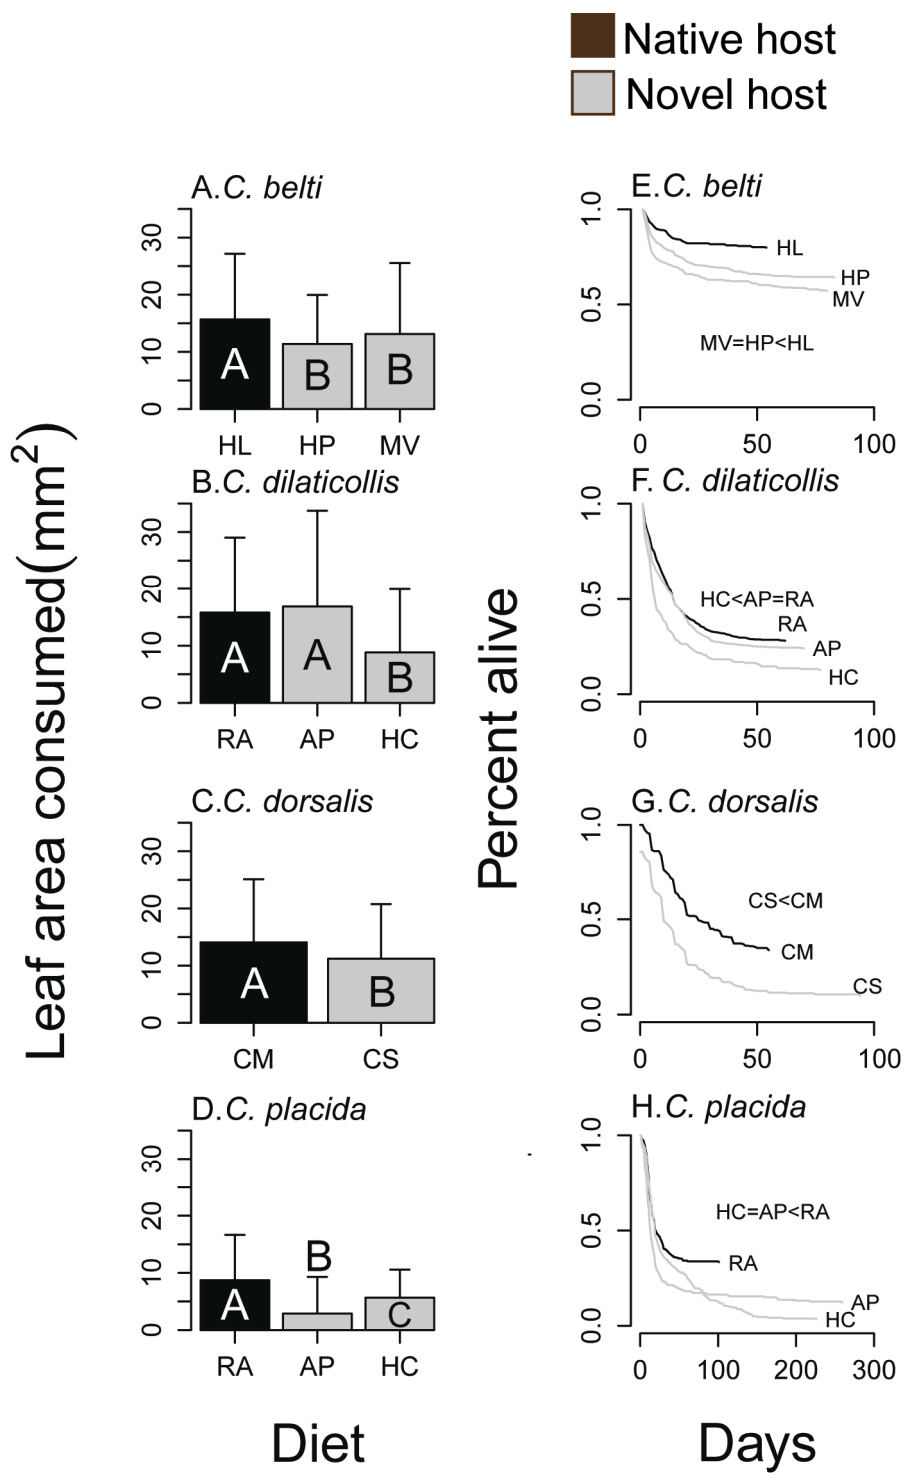 Native host
Novel host
Leaf area consumed(mm²)
A.C. belti
30
20
10
0
A
B
B
HL
HP
MV
B.C. dilaticollis
30
20
10
0
A
A
B
RA
AP
HC
C.C. dorsalis
30
20
10
0
A
B
CM
CS
D.C. placida
30
20
10
0
A
B
C
RA
AP
HC
Diet
Percent alive
E.C. belti
1.0
0.5
0.0
HL
HP
MV
MV=HP<HL
0
50
100
F. C. dilaticollis
1.0
0.5
0.0
HC<AP=RA
RA
AP
HC
0
50
100
G.C. dorsalis
1.0
0.5
0.0
CS<CM
CM
CS
0
50
100
H.C. placida
1.0
0.5
0.0
HC=AP<RA
RA
AP
HC
0
100
200
300
Days